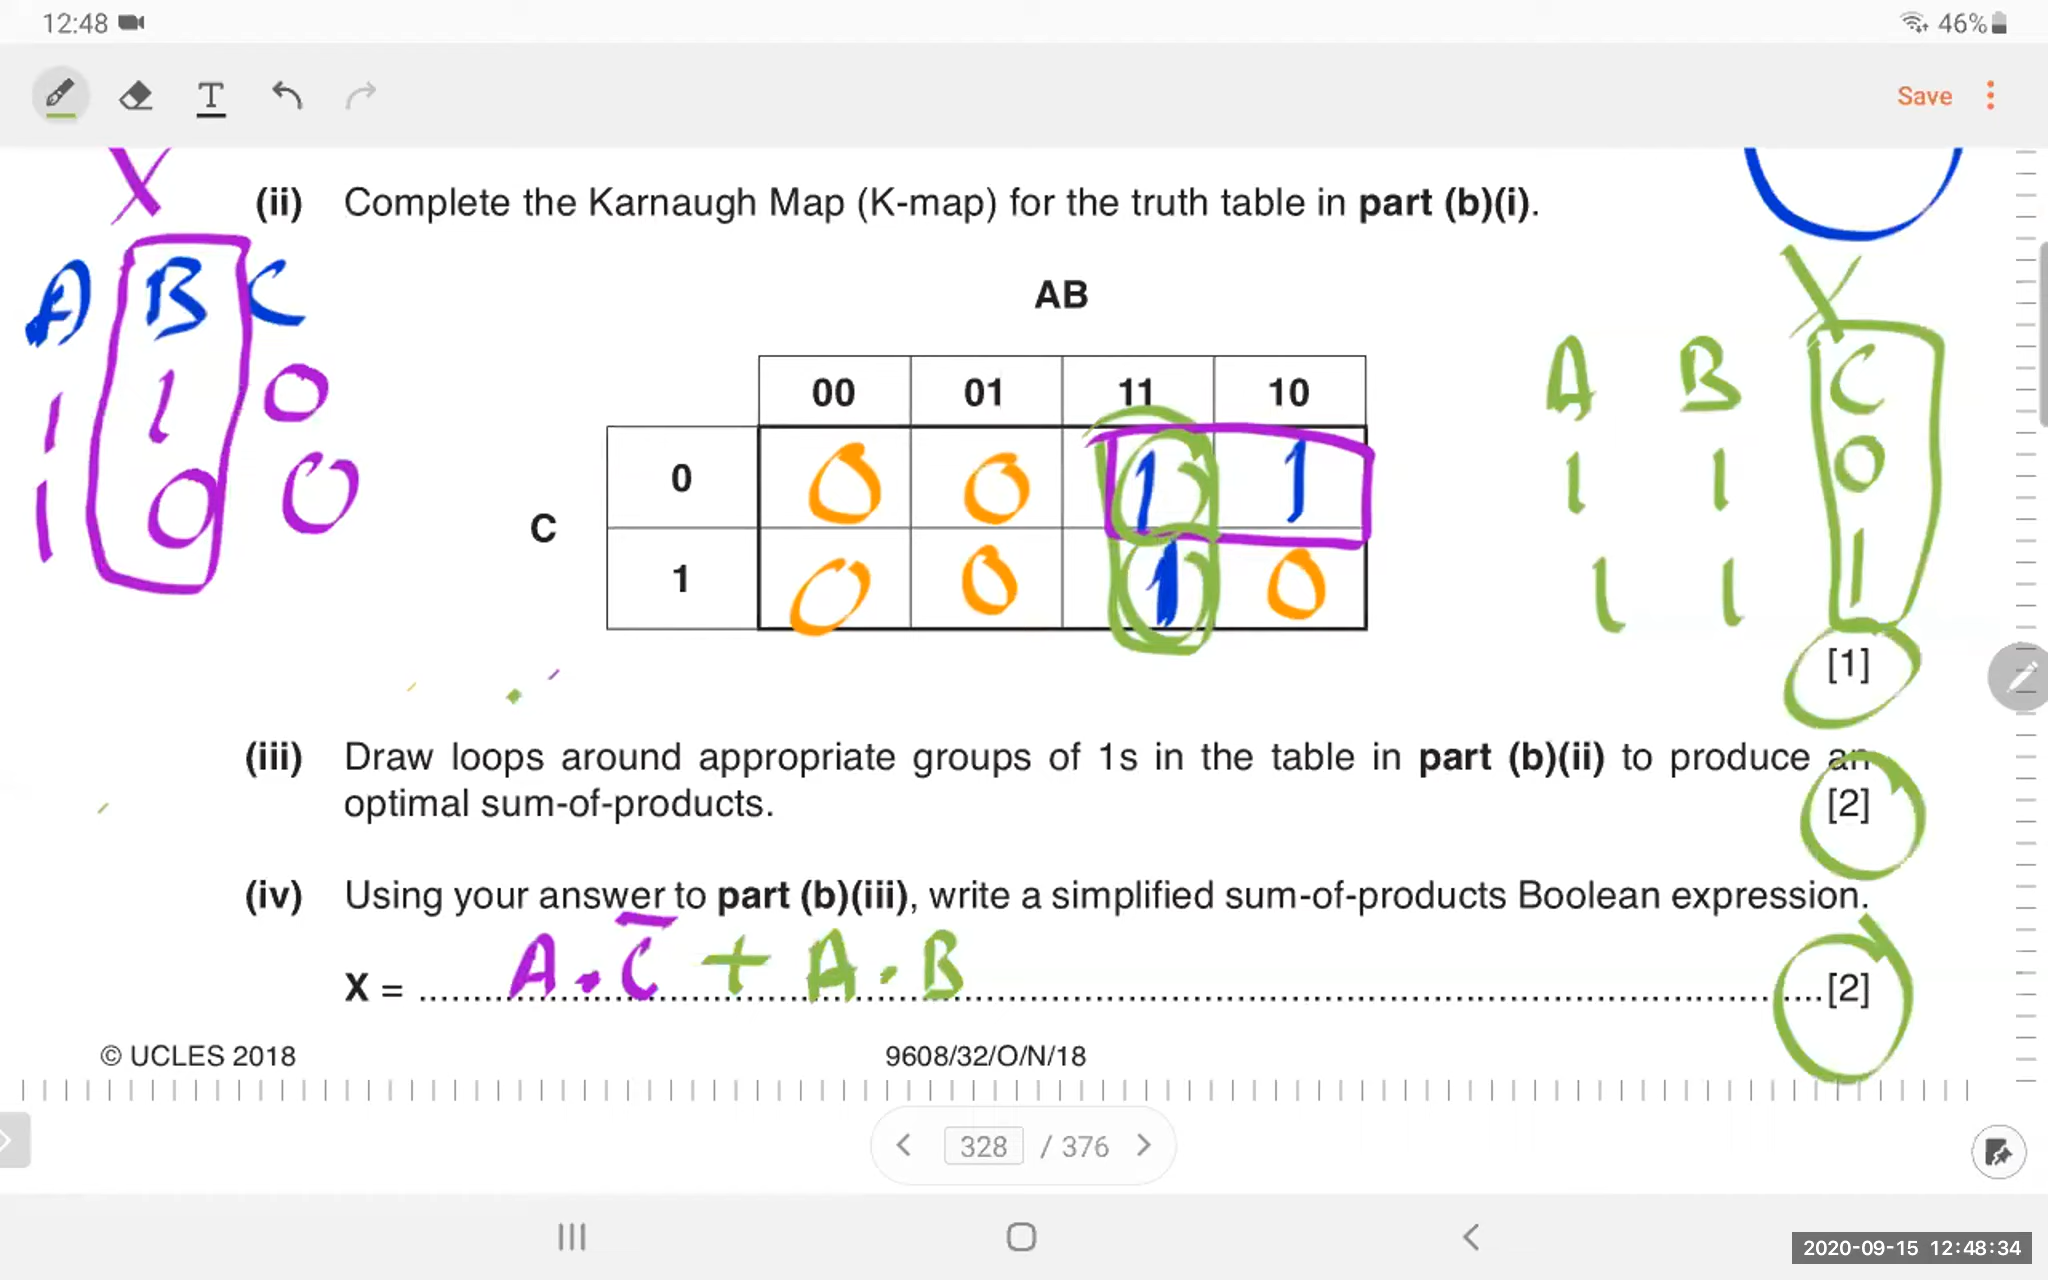 12:48 46%
T Save
X
(ii) Complete the Karnaugh Map (K-map) for the truth table in part (b)(i).
A B C
1 1 0
1 0 0
AB
00 01 11 10
0 0 0 1 1
C
1 0 0 1 0
X
A B C
1 1 0
1 1 1
[1]
(iii) Draw loops around appropriate groups of 1s in the table in part (b)(ii) to produce an
optimal sum-of-products. [2]
(iv) Using your answer to part (b)(iii), write a simplified sum-of-products Boolean expression.
X = A . C̅ + A . B [2]
© UCLES 2018 9608/32/O/N/18
328 / 376
2020-09-15 12:48:34